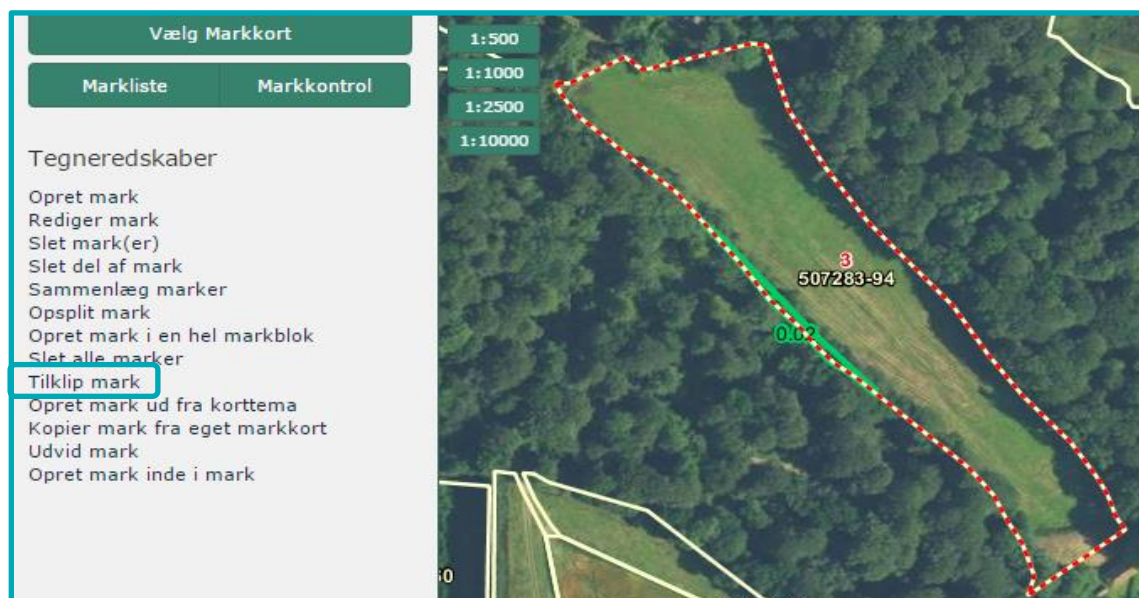 Vælg Markkort
Markliste Markkontrol
Tegneredskaber
Opret mark
Rediger mark
Slet mark(er)
Slet del af mark
Sammenlæg marker
Opsplit mark
Opret mark i en hel markblok
Slet alle marker
Tilklip mark
Opret mark ud fra korttema
Kopier mark fra eget markkort
Udvid mark
Opret mark inde i mark
1:500
1:1000
1:2500
1:10000
3
507283-94
0.02